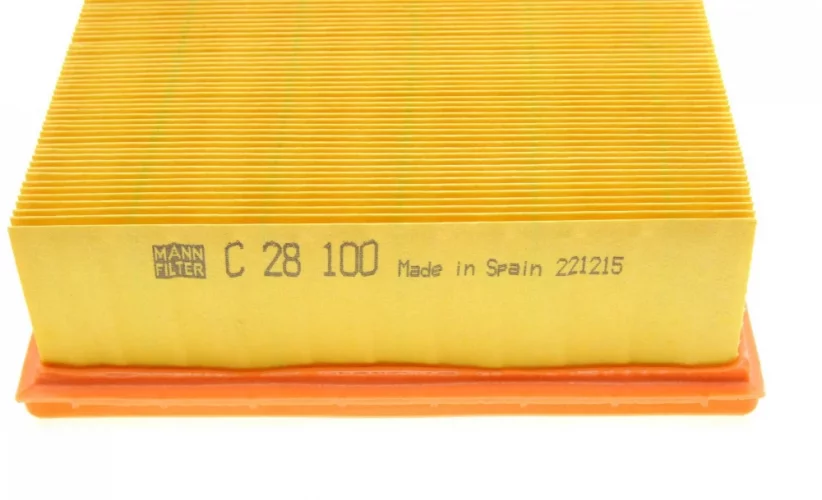 MANN
FILTER
C 28 100 Made in Spain 221215